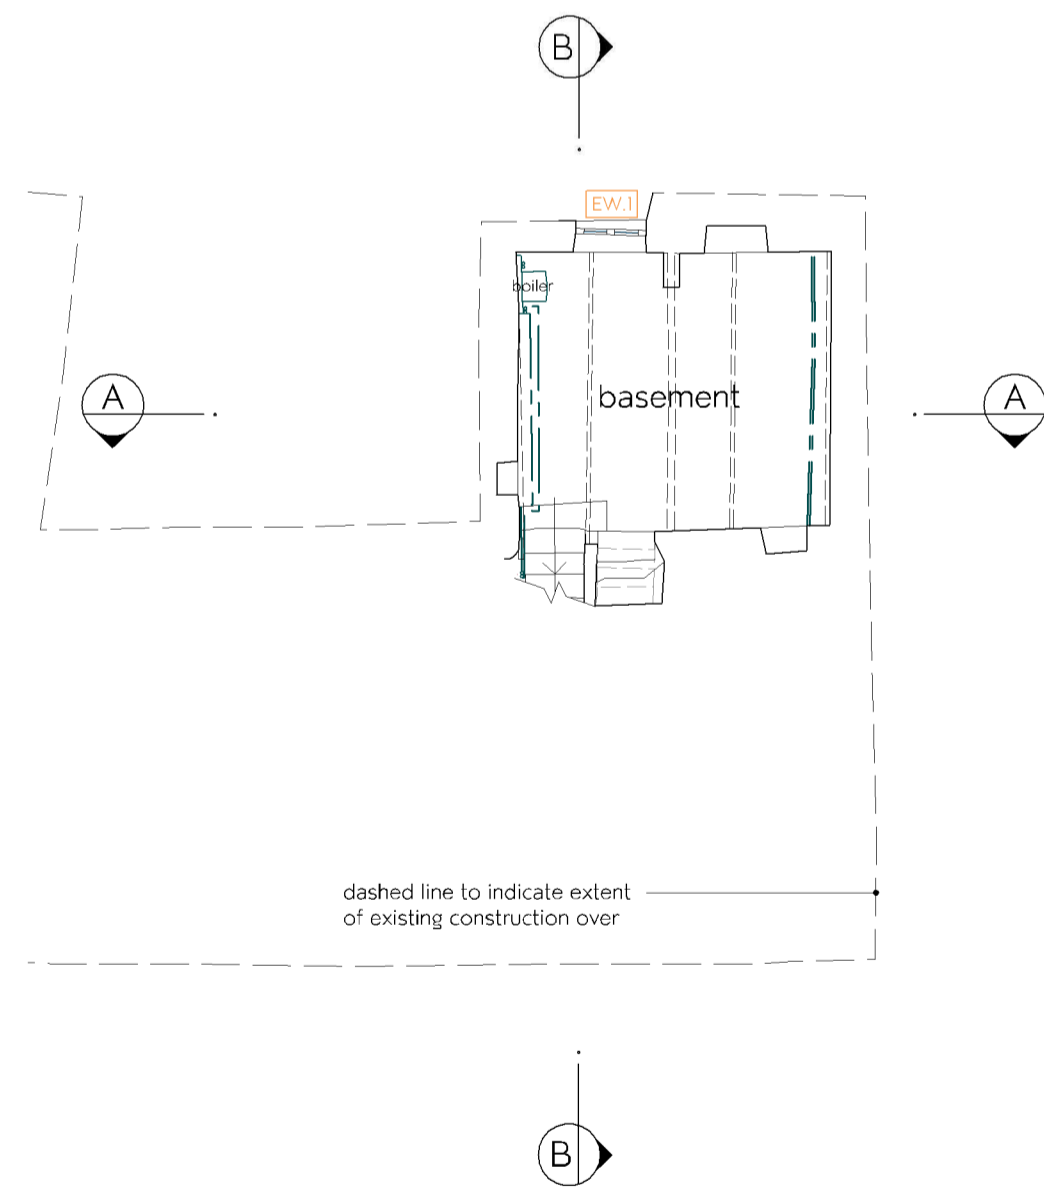 B
EW.1
boiler
A
basement
A
dashed line to indicate extent
of existing construction over
B